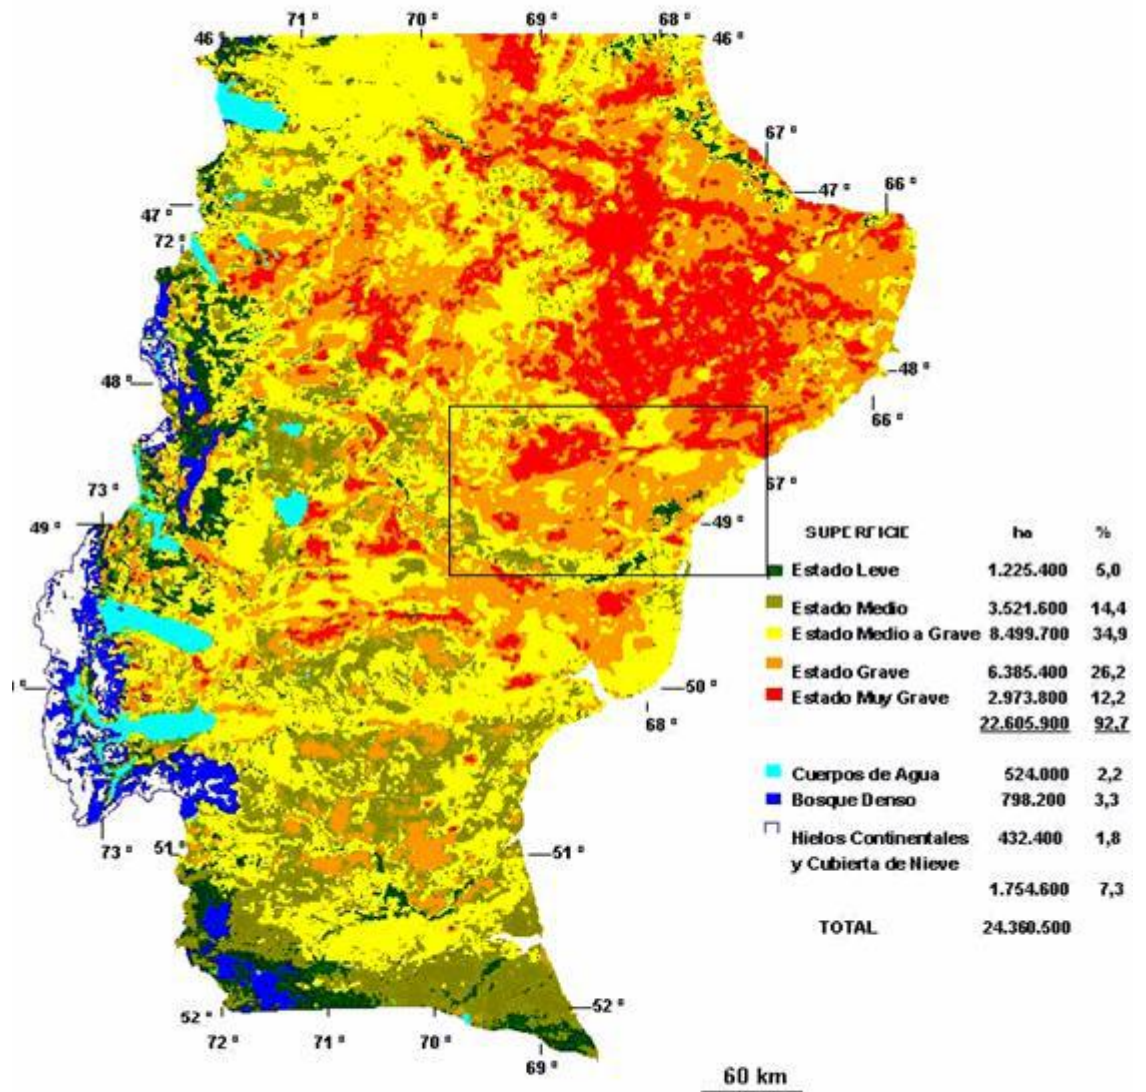 71 º 70 º 69 º 68 º
46 º 46 º
67 º
47 º 66 º
47 º
72 º
48 º 48 º
66 º
67 º
73 º
49 º 49 º
SUPERFICIE ha %
Estado Leve 1.225.400 5,0
Estado Medio 3.521.600 14,4
Estado Medio a Grave 8.499.700 34,9
Estado Grave 6.385.400 26,2
Estado Muy Grave 2.973.800 12,2
22.605.900 92,7
50 º
68 º
Cuerpos de Agua 524.000 2,2
Bosque Denso 798.200 3,3
Hielos Continentales 432.400 1,8
y Cubierta de Nieve
1.754.600 7,3
TOTAL 24.360.500
73 º 51 º 51 º
52 º 52 º
72 º 71 º 70 º 69 º
60 km